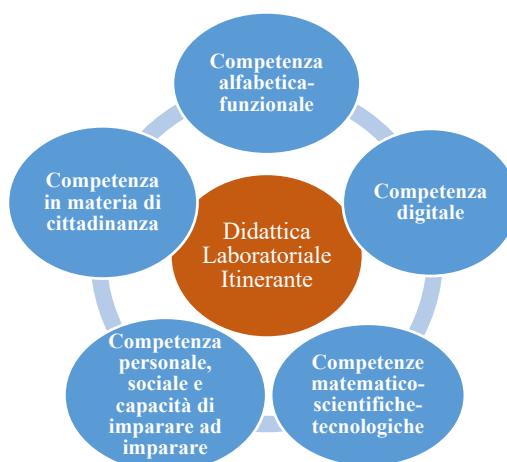 Competenza
alfabetica-
funzionale
Competenza
digitale
Competenze
matematico-
scientifiche-
tecnologiche
Competenza
personale,
sociale e
capacità di
imparare ad
imparare
Competenza
in materia di
cittadinanza
Didattica
Laboratoriale
Itinerante